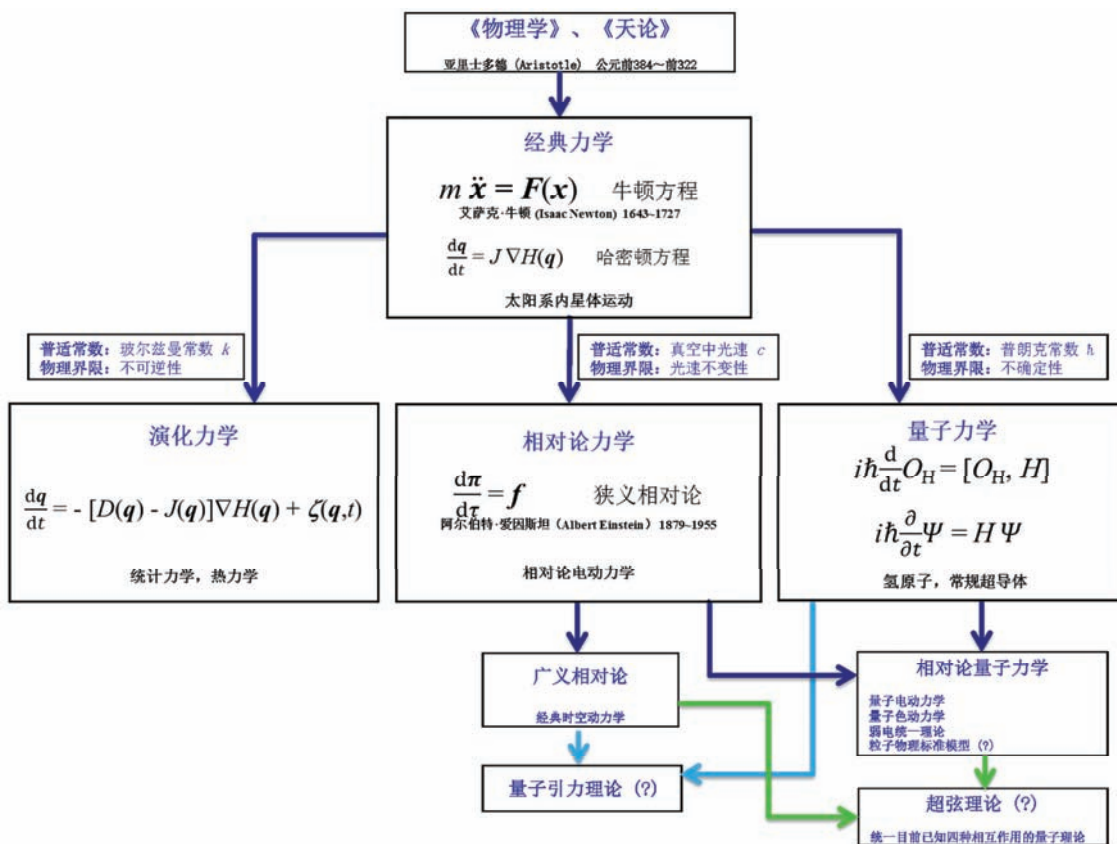 《物理学》、《天论》
亚里士多德 (Aristotle) 公元前384～前322
经典力学
m ẍ = F(x) 牛顿方程
艾萨克·牛顿 (Isaac Newton) 1643~1727
dq/dt = J∇H(q) 哈密顿方程
太阳系内星体运动
普适常数：玻尔兹曼常数 k
物理界限：不可逆性
普适常数：真空中光速 c
物理界限：光速不变性
普适常数：普朗克常数 ħ
物理界限：不确定性
演化力学
dq/dt = - [D(q) - J(q)]∇H(q) + ζ(q,t)
统计力学，热力学
相对论力学
dπ/dτ = f 狭义相对论
阿尔伯特·爱因斯坦（Albert Einstein）1879~1955
相对论电动力学
量子力学
iħ d/dt O_H = [O_H, H]
iħ ∂/∂t Ψ = H Ψ
氢原子，常规超导体
广义相对论
经典时空动力学
相对论量子力学
量子电动力学
量子色动力学
弱电统一理论
粒子物理标准模型 (?)
量子引力理论 (?)
超弦理论 (?)
统一目前已知四种相互作用的量子理论